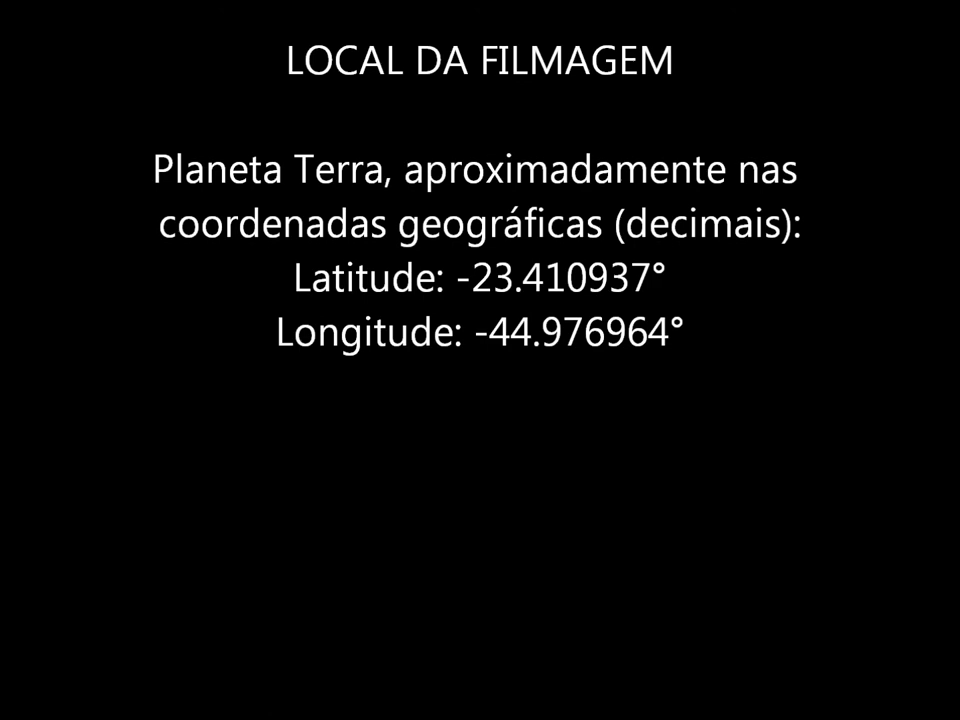 LOCAL DA FILMAGEM
Planeta Terra, aproximadamente nas
coordenadas geográficas (decimais):
Latitude: -23.410937°
Longitude: -44.976964°